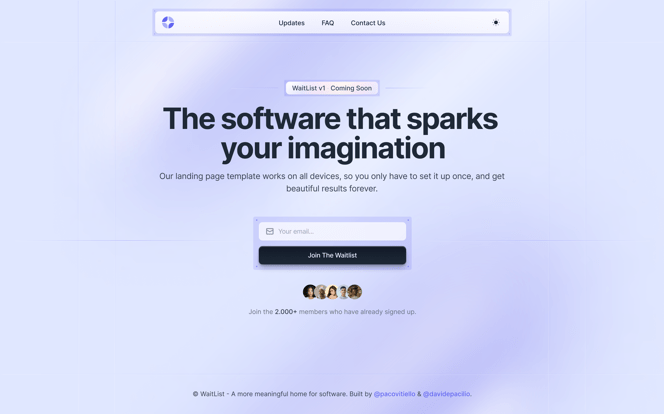 Updates FAQ Contact Us
WaitList v1 Coming Soon
The software that sparks
your imagination
Our landing page template works on all devices, so you only have to set it up once, and get
beautiful results forever.
Your email...
Join The Waitlist
Join the 2.000+ members who have already signed up.
© WaitList - A more meaningful home for software. Built by @pacovitiello & @davidepacilio.